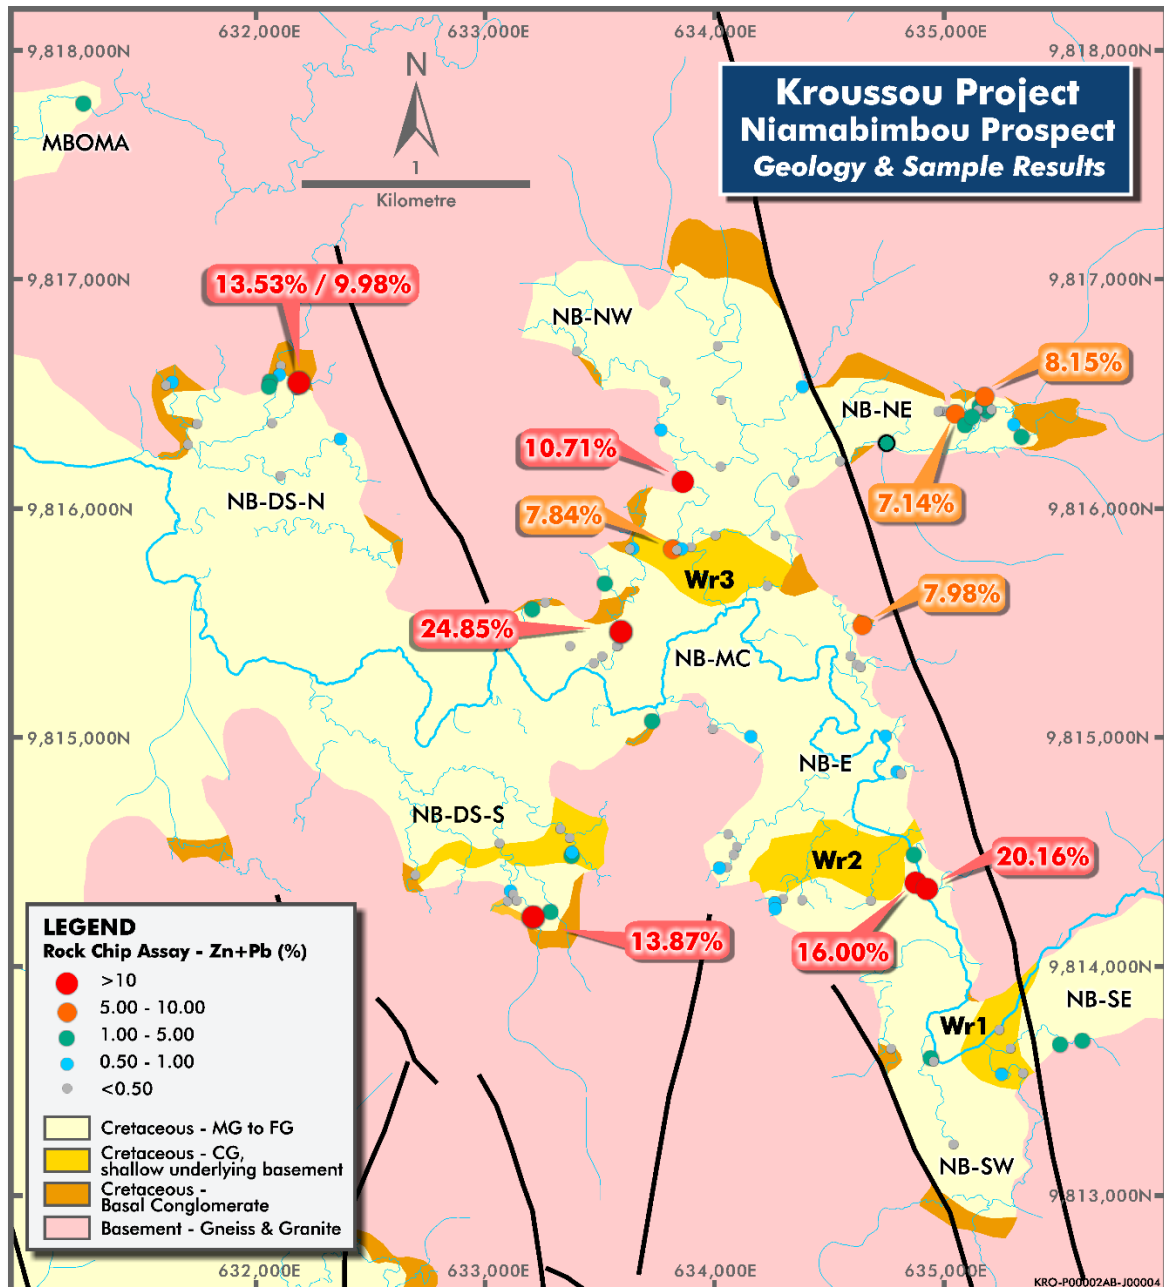 632,000E
633,000E
634,000E
635,000E
9,818,000N
9,818,000N
Kroussou Project
Niamabimbou Prospect
Geology & Sample Results
N
1
Kilometre
MBOMA
9,817,000N
9,817,000N
13.53% / 9.98%
NB-NW
8.15%
NB-NE
10.71%
7.14%
NB-DS-N
7.84%
9,816,000N
9,816,000N
Wr3
7.98%
24.85%
NB-MC
9,815,000N
9,815,000N
NB-E
NB-DS-S
Wr2
20.16%
13.87%
16.00%
9,814,000N
NB-SE
Wr1
NB-SW
9,813,000N
LEGEND
Rock Chip Assay - Zn+Pb (%)
>10
5.00 - 10.00
1.00 - 5.00
0.50 - 1.00
<0.50
Cretaceous - MG to FG
Cretaceous - CG,
shallow underlying basement
Cretaceous -
Basal Conglomerate
Basement - Gneiss & Granite
632,000E
633,000E
634,000E
635,000E
KRO-P00002AB-J00004